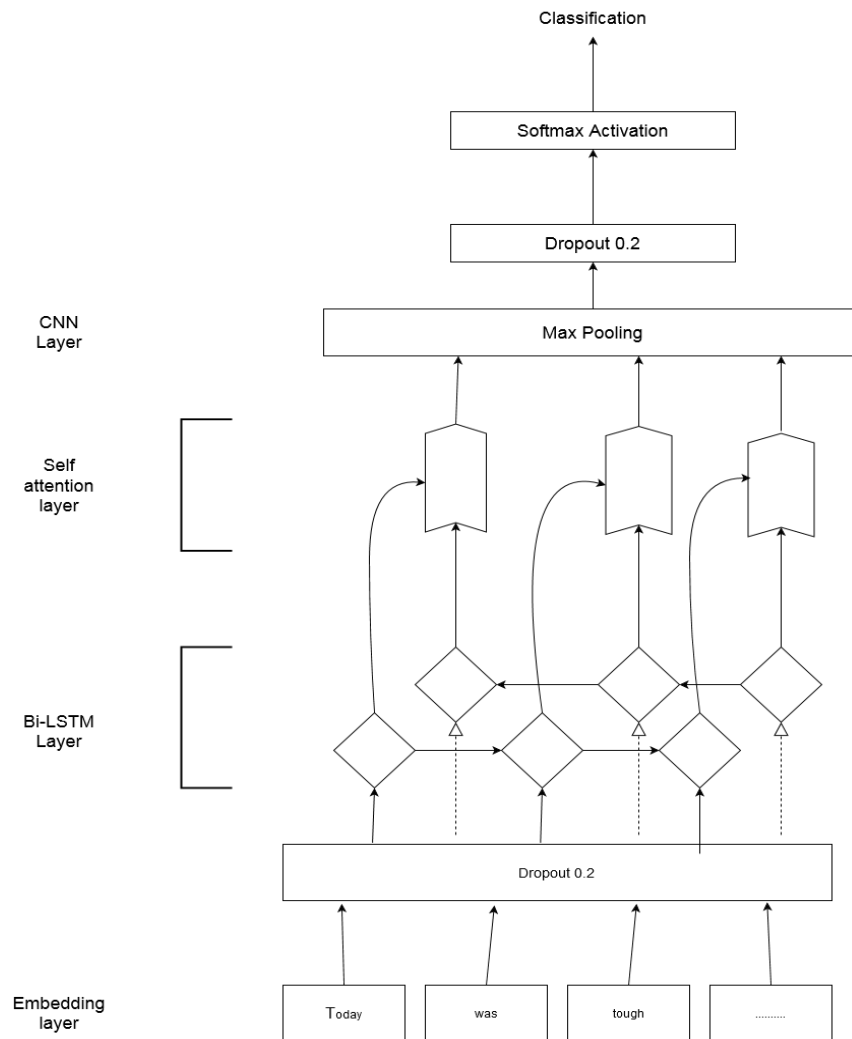 Classification
Softmax Activation
Dropout 0.2
CNN
Layer
Max Pooling
Self
attention
layer
Bi-LSTM
Layer
Dropout 0.2
Embedding
layer
Today
was
tough
..........